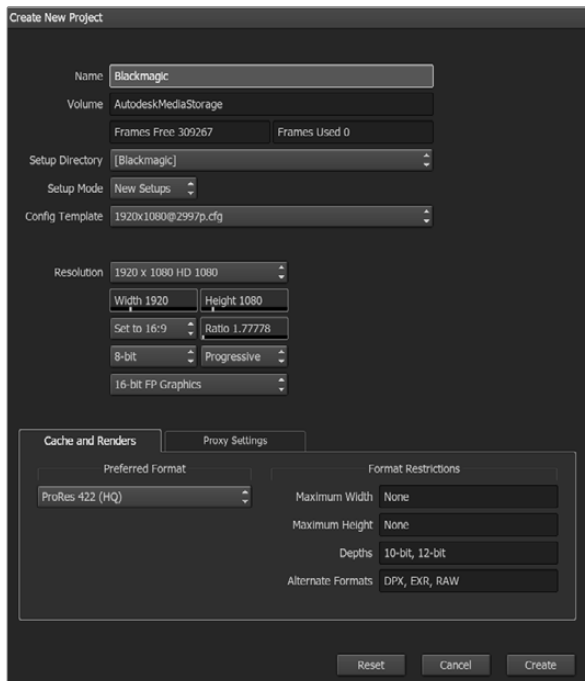 Create New Project
Name Blackmagic
Volume AutodeskMediaStorage
Frames Free 309267 Frames Used 0
Setup Directory [Blackmagic]
Setup Mode New Setups
Config Template 1920x1080@2997p.cfg
Resolution 1920 x 1080 HD 1080
Width 1920 Height 1080
Set to 16:9 Ratio 1.77778
8-bit Progressive
16-bit FP Graphics
Cache and Renders Proxy Settings
Preferred Format Format Restrictions
ProRes 422 (HQ) Maximum Width None
Maximum Height None
Depths 10-bit, 12-bit
Alternate Formats DPX, EXR, RAW
Reset Cancel Create